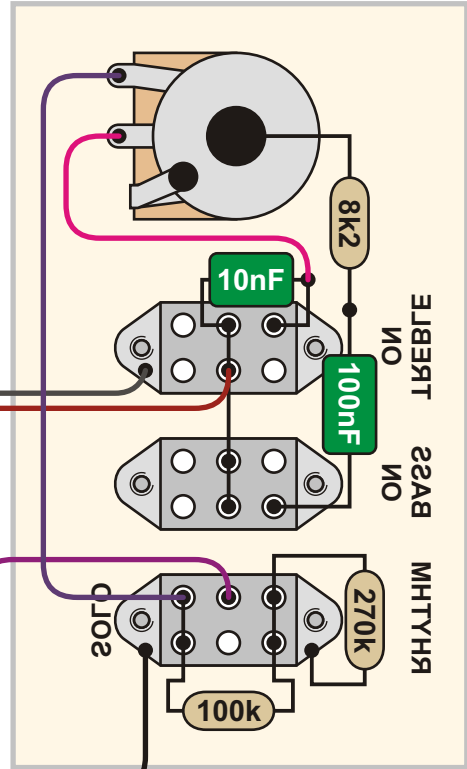 8k2
10nF
TREBLE
ON
100nF
BASS
ON
SOLO
RHYTHM
270k
100k